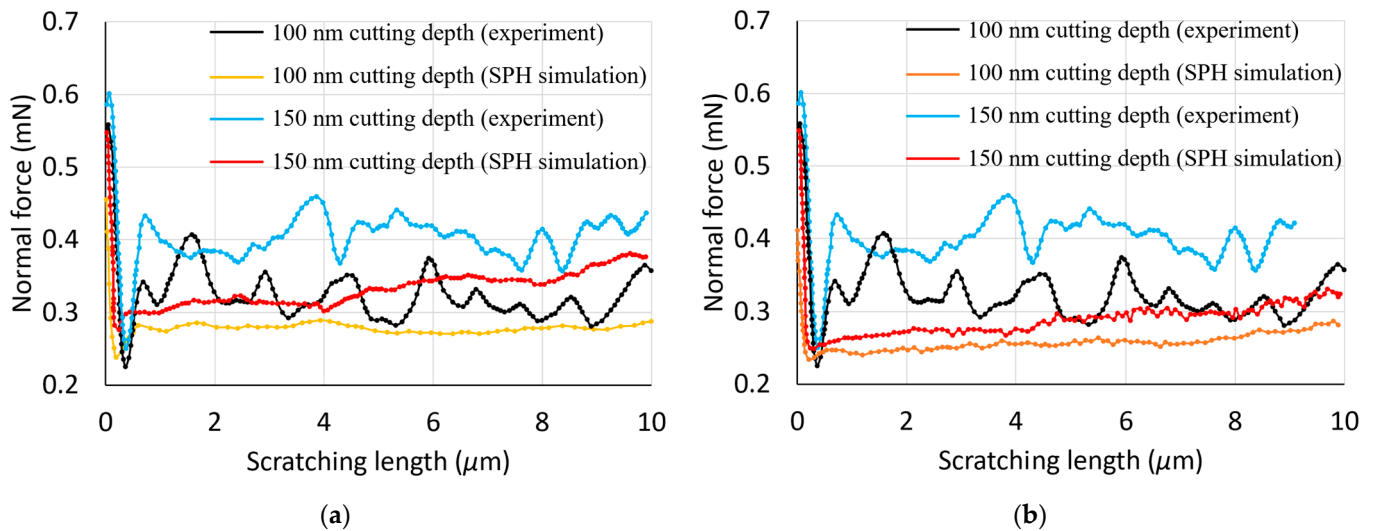 0.7
0.6
0.5
0.4
0.3
0.2
Normal force (mN)
100 nm cutting depth (experiment)
100 nm cutting depth (SPH simulation)
150 nm cutting depth (experiment)
150 nm cutting depth (SPH simulation)
0 2 4 6 8 10
Scratching length (μm)
(a)
0.7
0.6
0.5
0.4
0.3
0.2
Normal force (mN)
100 nm cutting depth (experiment)
100 nm cutting depth (SPH simulation)
150 nm cutting depth (experiment)
150 nm cutting depth (SPH simulation)
0 2 4 6 8 10
Scratching length (μm)
(b)